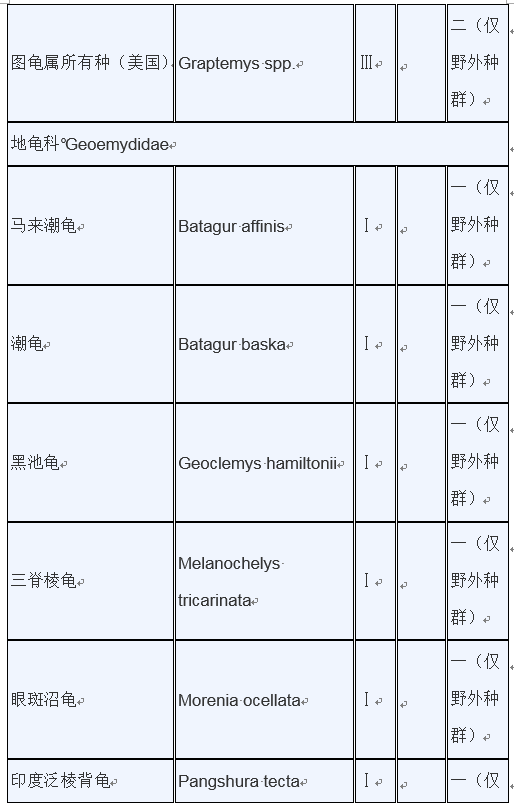 图龟属所有种（美国） Graptemys spp. Ⅲ 二（仅野外种群）
地龟科 Geoemydidae
马来潮龟 Batagur affinis Ⅰ 一（仅野外种群）
潮龟 Batagur baska Ⅰ 一（仅野外种群）
黑池龟 Geoclemys hamiltonii Ⅰ 一（仅野外种群）
三脊棱龟 Melanochelys tricarinata Ⅰ 一（仅野外种群）
眼斑沼龟 Morenia ocellata Ⅰ 一（仅野外种群）
印度泛棱背龟 Pangshura tecta Ⅰ 一（仅